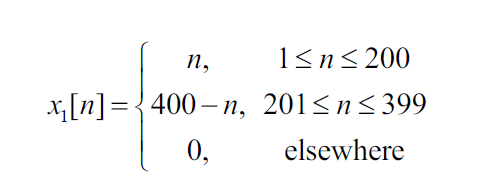 n, 1 ≤ n ≤ 200
x₁[n] = { 400 − n, 201 ≤ n ≤ 399
0, elsewhere